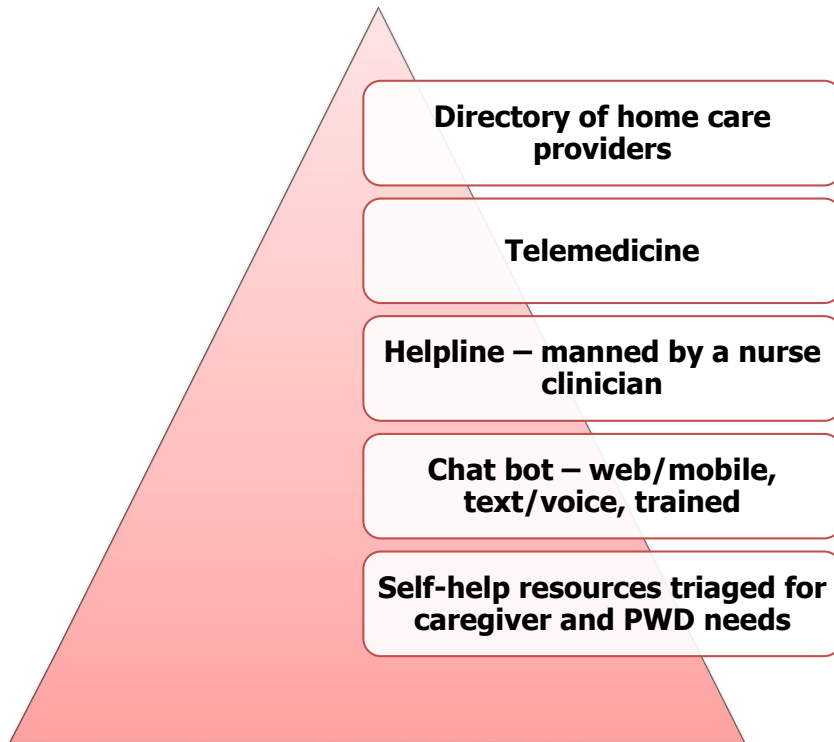 Directory of home care
providers
Telemedicine
Helpline – manned by a nurse
clinician
Chat bot – web/mobile,
text/voice, trained
Self-help resources triaged for
caregiver and PWD needs